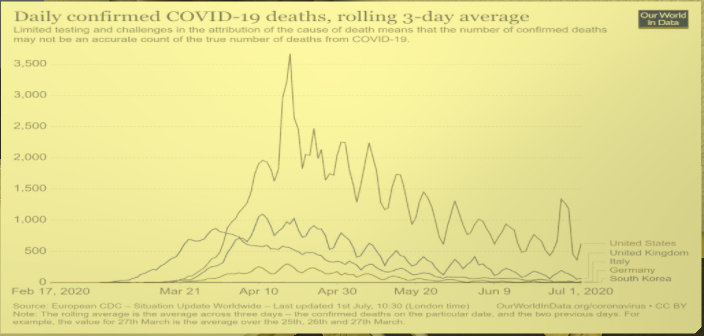 Daily confirmed COVID-19 deaths, rolling 3-day average
Our World
in Data
Limited testing and challenges in the attribution of the cause of death means that the number of confirmed deaths
may not be an accurate count of the true number of deaths from COVID-19.
3,500
3,000
2,500
2,000
1,500
1,000
500
0
United States
United Kingdom
Italy
Germany
South Korea
Feb 17, 2020 Mar 21 Apr 10 Apr 30 May 20 Jun 9 Jul 1, 2020
Source: European CDC – Situation Update Worldwide – Last updated 1st July, 10:30 (London time) OurWorldInData.org/coronavirus • CC BY
Note: The rolling average is the average across three days – the confirmed deaths on the particular date, and the two previous days. For
example, the value for 27th March is the average over the 25th, 26th and 27th March.